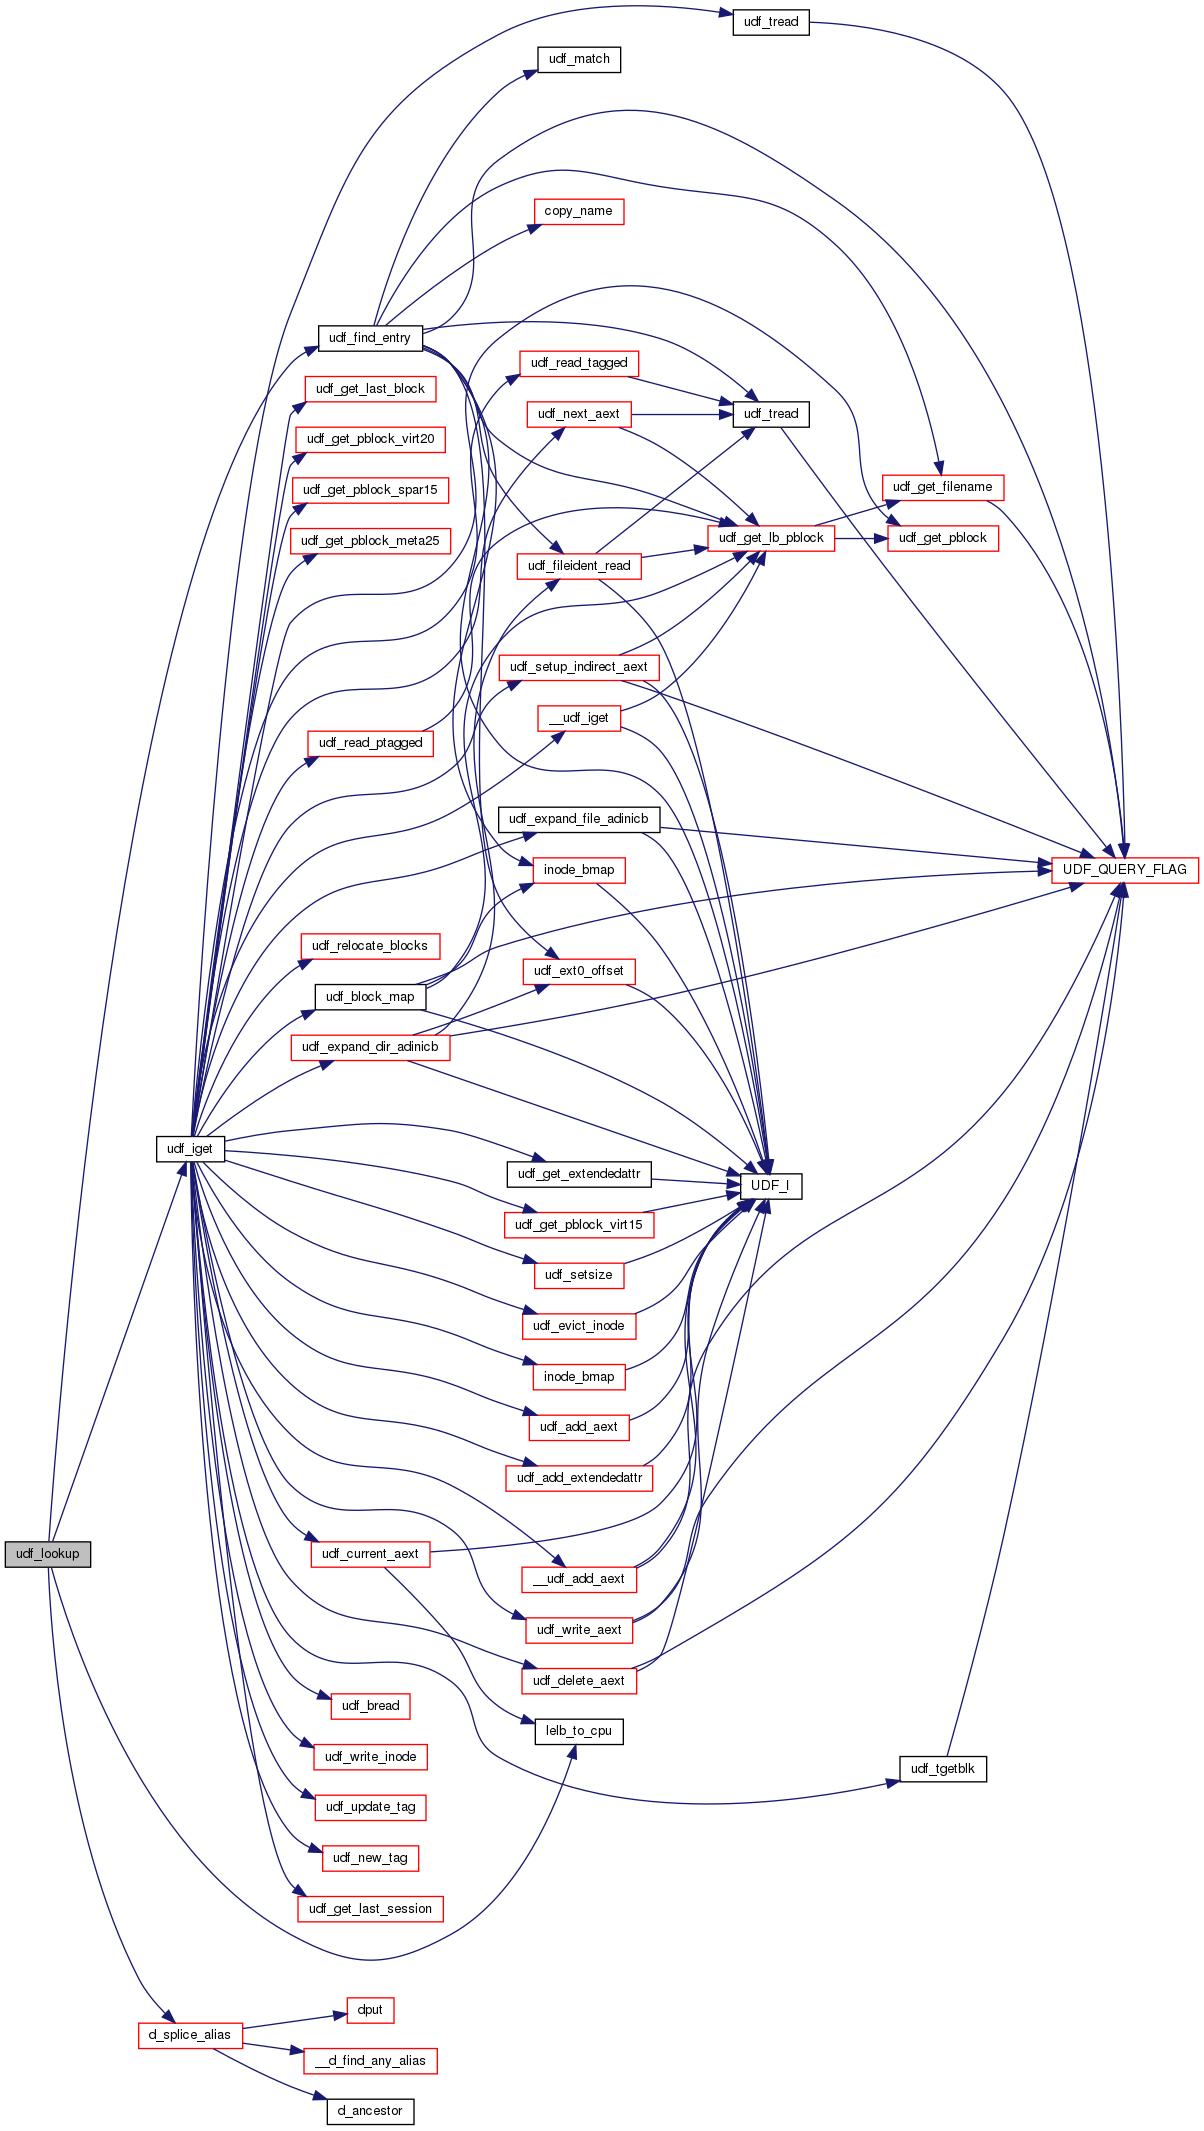 udf_tread
udf_match
copy_name
udf_find_entry
udf_read_tagged
udf_get_last_block
udf_next_aext
udf_tread
udf_get_pblock_virt20
udf_get_pblock_spar15
udf_get_filename
udf_get_pblock_meta25
udf_get_lb_pblock
udf_get_pblock
udf_fileident_read
udf_setup_indirect_aext
__udf_iget
udf_read_ptagged
udf_expand_file_adinicb
inode_bmap
UDF_QUERY_FLAG
udf_relocate_blocks
udf_ext0_offset
udf_block_map
udf_expand_dir_adinicb
udf_iget
udf_get_extendedattr
UDF_I
udf_get_pblock_virt15
udf_setsize
udf_evict_inode
inode_bmap
udf_add_aext
udf_add_extendedattr
udf_lookup
udf_current_aext
__udf_add_aext
udf_write_aext
udf_delete_aext
udf_bread
lelb_to_cpu
udf_write_inode
udf_tgetblk
udf_update_tag
udf_new_tag
udf_get_last_session
dput
d_splice_alias
__d_find_any_alias
d_ancestor